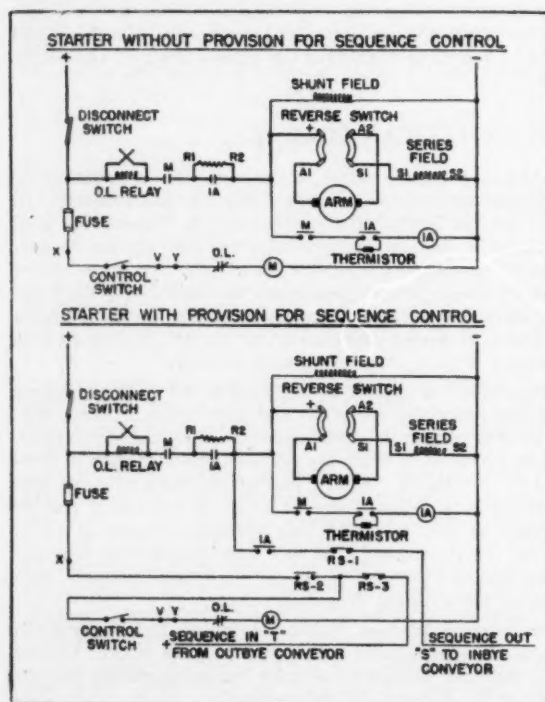 STARTER WITHOUT PROVISION FOR SEQUENCE CONTROL
+ -
SHUNT FIELD
DISCONNECT SWITCH
REVERSE SWITCH
+ A2
M R1 R2
SERIES FIELD
O.L. RELAY 1A
A1 S1 S1 S2
ARM
FUSE
M 1A 1A
X THERMISTOR
V Y O.L. M
CONTROL SWITCH
STARTER WITH PROVISION FOR SEQUENCE CONTROL
+ -
SHUNT FIELD
DISCONNECT SWITCH
REVERSE SWITCH
+ A2
M R1 R2
SERIES FIELD
O.L. RELAY 1A
A1 S1 S1 S2
ARM
FUSE
M 1A 1A
THERMISTOR
1A RS-1
X
RS-2 RS-3
V Y O.L. M
CONTROL SWITCH
+ SEQUENCE IN "T" FROM OUTBYE CONVEYOR
SEQUENCE OUT
"S" TO INBYE CONVEYOR